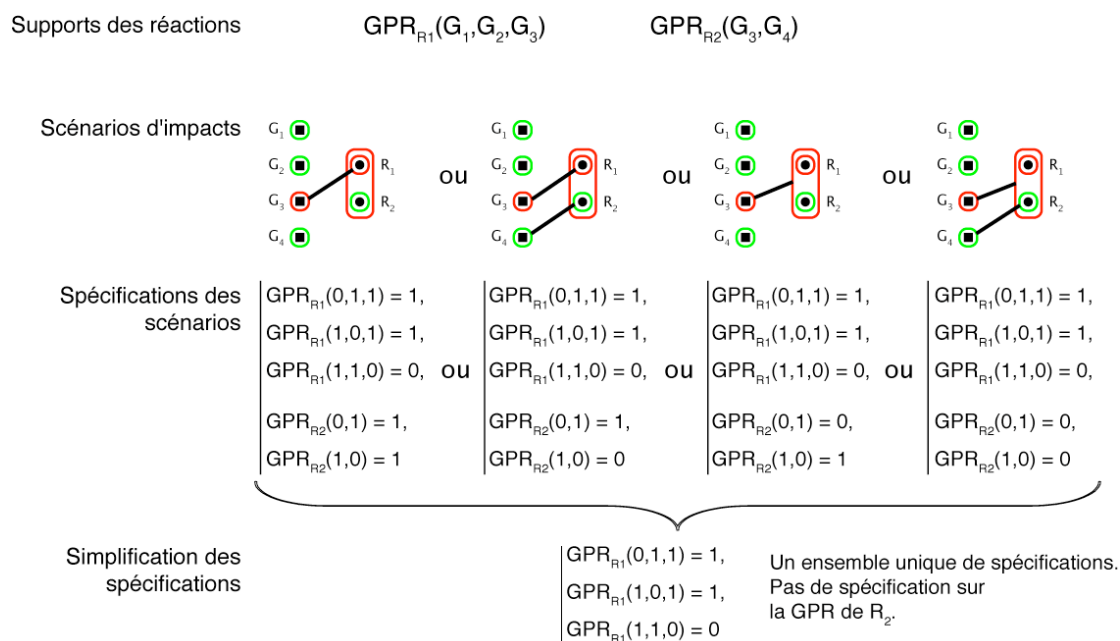 Supports des réactions GPR_R1(G_1,G_2,G_3) GPR_R2(G_3,G_4)
Scénarios d'impacts
G_1 G_1 G_1 G_1
G_2 R_1 ou G_2 R_1 ou G_2 R_1 ou G_2 R_1
G_3 R_2 G_3 R_2 G_3 R_2 G_3 R_2
G_4 G_4 G_4 G_4
Spécifications des
scénarios
GPR_R1(0,1,1) = 1, GPR_R1(0,1,1) = 1, GPR_R1(0,1,1) = 1, GPR_R1(0,1,1) = 1,
GPR_R1(1,0,1) = 1, GPR_R1(1,0,1) = 1, GPR_R1(1,0,1) = 1, GPR_R1(1,0,1) = 1,
GPR_R1(1,1,0) = 0, ou GPR_R1(1,1,0) = 0, ou GPR_R1(1,1,0) = 0, ou GPR_R1(1,1,0) = 0,
GPR_R2(0,1) = 1, GPR_R2(0,1) = 1, GPR_R2(0,1) = 0, GPR_R2(0,1) = 0,
GPR_R2(1,0) = 1 GPR_R2(1,0) = 0 GPR_R2(1,0) = 1 GPR_R2(1,0) = 0
Simplification des
spécifications
GPR_R1(0,1,1) = 1,
GPR_R1(1,0,1) = 1,
GPR_R1(1,1,0) = 0
Un ensemble unique de spécifications.
Pas de spécification sur
la GPR de R_2.